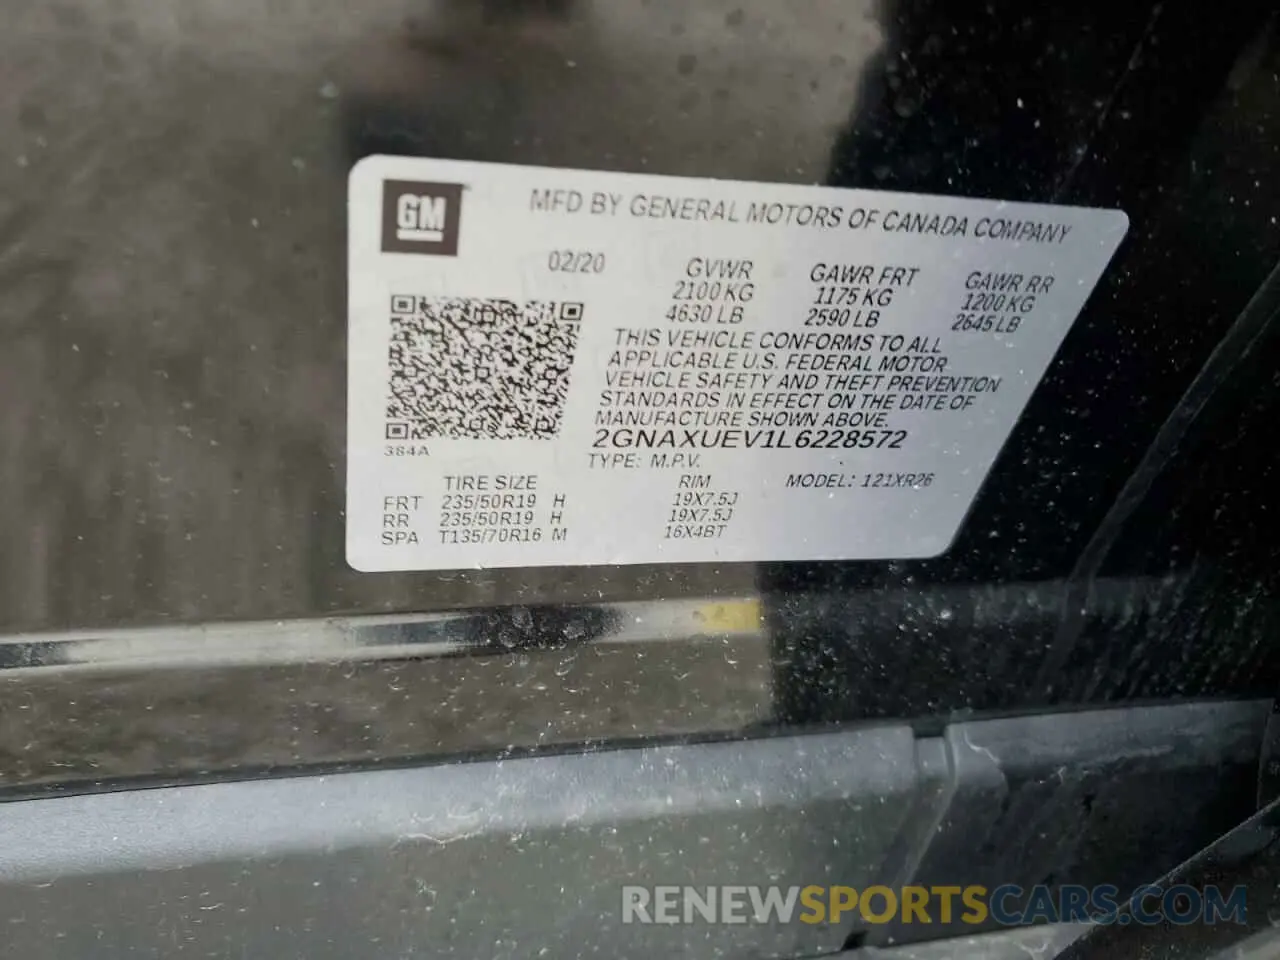 GM
MFD BY GENERAL MOTORS OF CANADA COMPANY
02/20 GVWR GAWR FRT GAWR RR
2100 KG 1175 KG 1200 KG
4630 LB 2590 LB 2645 LB
THIS VEHICLE CONFORMS TO ALL
APPLICABLE U.S. FEDERAL MOTOR
VEHICLE SAFETY AND THEFT PREVENTION
STANDARDS IN EFFECT ON THE DATE OF
MANUFACTURE SHOWN ABOVE.
2GNAXUEV1L6228572
384A
TYPE: M.P.V. MODEL: 121XR26
TIRE SIZE RIM
FRT 235/50R19 H 19X7.5J
RR 235/50R19 H 19X7.5J
SPA T135/70R16 M 16X4BT
RENEWSPORTSCARS.COM